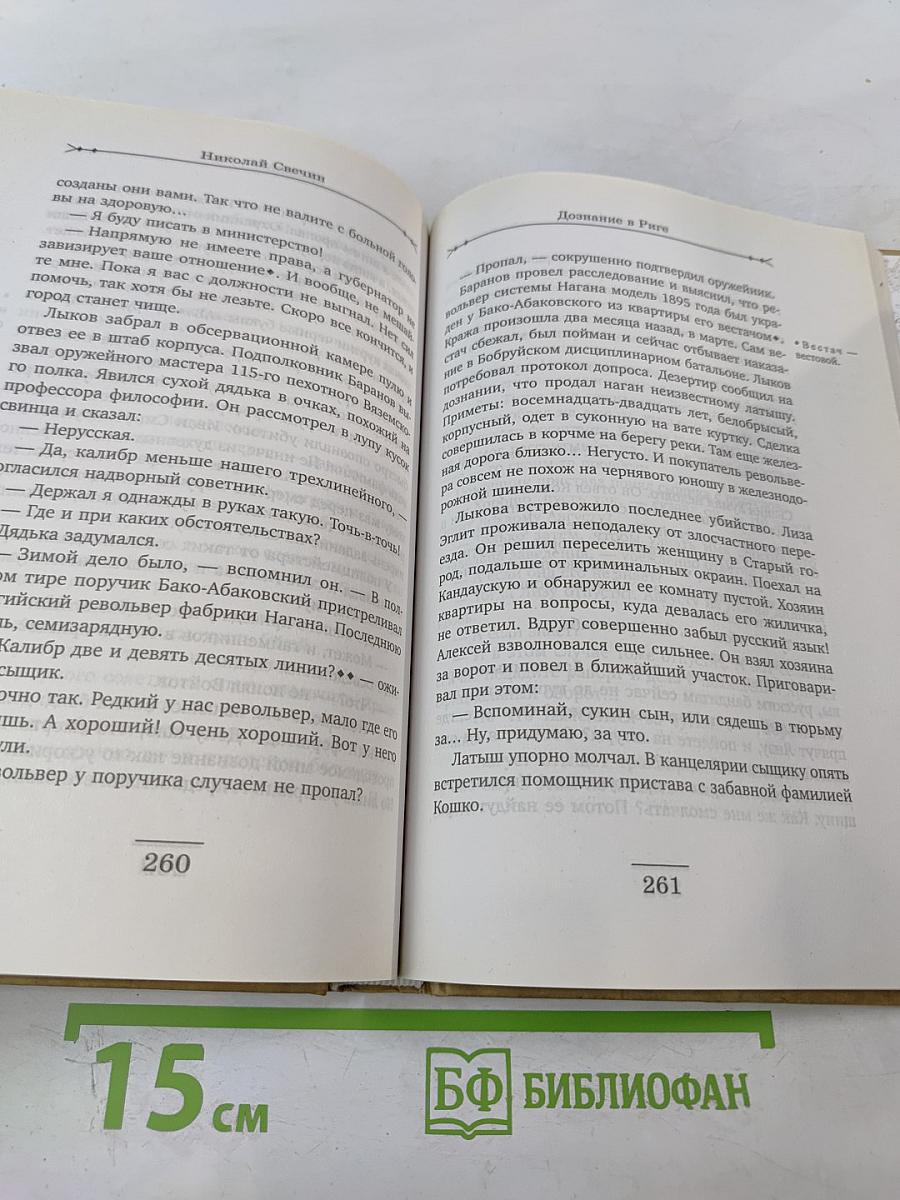 Николай Свечин
созданы они вами. Так что не валите с больной голо-
вы на здоровую...
— Я буду писать в министерство!
— Напрямую не имеете права, а губернатор не
завизирует ваше отношение◆. И вообще, не мешай-
те мне. Пока я вас с должности не выгнал. Нет сил
помочь, так хотя бы не лезьте. Скоро все кончится, и
город станет чище.
Лыков забрал в обсервационной камере пулю и
отвез ее в штаб корпуса. Подполковник Баранов вы-
звал оружейного мастера 115-го пехотного Вяземско-
го полка. Явился сухой дядька в очках, похожий на
профессора философии. Он рассмотрел в лупу кусок
свинца и сказал:
— Нерусская.
— Да, калибр меньше нашего трехлинейного, —
огласился надворный советник.
— Держал я однажды в руках такую. Точь-в-точь!
— Где и при каких обстоятельствах?
Дядька задумался.
— Зимой дело было, — вспомнил он. — В пол-
ом тире поручик Бако-Абаковский пристреливал
гийский револьвер фабрики Нагана. Последнюю
ль, семизарядную.
Калибр две и девять десятых линии?◆◆ — ожи-
сыщик.
очно так. Редкий у нас револьвер, мало где его
шь. А хороший! Очень хороший. Вот у него
ули.
вольвер у поручика случаем не пропал?
260
Дознание в Риге
— Пропал, — сокрушенно подтвердил оружейник.
Баранов провел расследование и выяснил, что ре-
вольвер системы Нагана модель 1895 года был укра-
ден у Бако-Абаковского из квартиры его вестачом◆.
Кража произошла два месяца назад, в марте. Сам ве-
стач сбежал, был пойман и сейчас отбывает наказа-
ние в Бобруйском дисциплинарном батальоне. Лыков
потребовал протокол допроса. Дезертир сообщил на
дознании, что продал наган неизвестному латышу.
Приметы: восемнадцать-двадцать лет, белобрысый,
корпусный, одет в суконную на вате куртку. Сделка
совершилась в корчме на берегу реки. Там еще желез-
ная дорога близко... Негусто. И покупатель револьве-
ра совсем не похож на чернявого юношу в железнодо-
рожной шинели.
Лыкова встревожило последнее убийство. Лиза
Эглит проживала неподалеку от злосчастного пере-
езда. Он решил переселить женщину в Старый го-
род, подальше от криминальных окраин. Поехал на
Кандаускую и обнаружил ее комнату пустой. Хозяин
квартиры на вопросы, куда девалась его жиличка,
не ответил. Вдруг совершенно забыл русский язык!
Алексей взволновался еще сильнее. Он взял хозяина
за ворот и повел в ближайший участок. Приговари-
вал при этом:
— Вспоминай, сукин сын, или сядешь в тюрьму
за... Ну, придумаю, за что.
Латыш упорно молчал. В канцелярии сыщику опять
встретился помощник пристава с забавной фамилией
Кошко.
◆ Вестач —
вестовой.
261
15 см
БФ БИБЛИОФАН